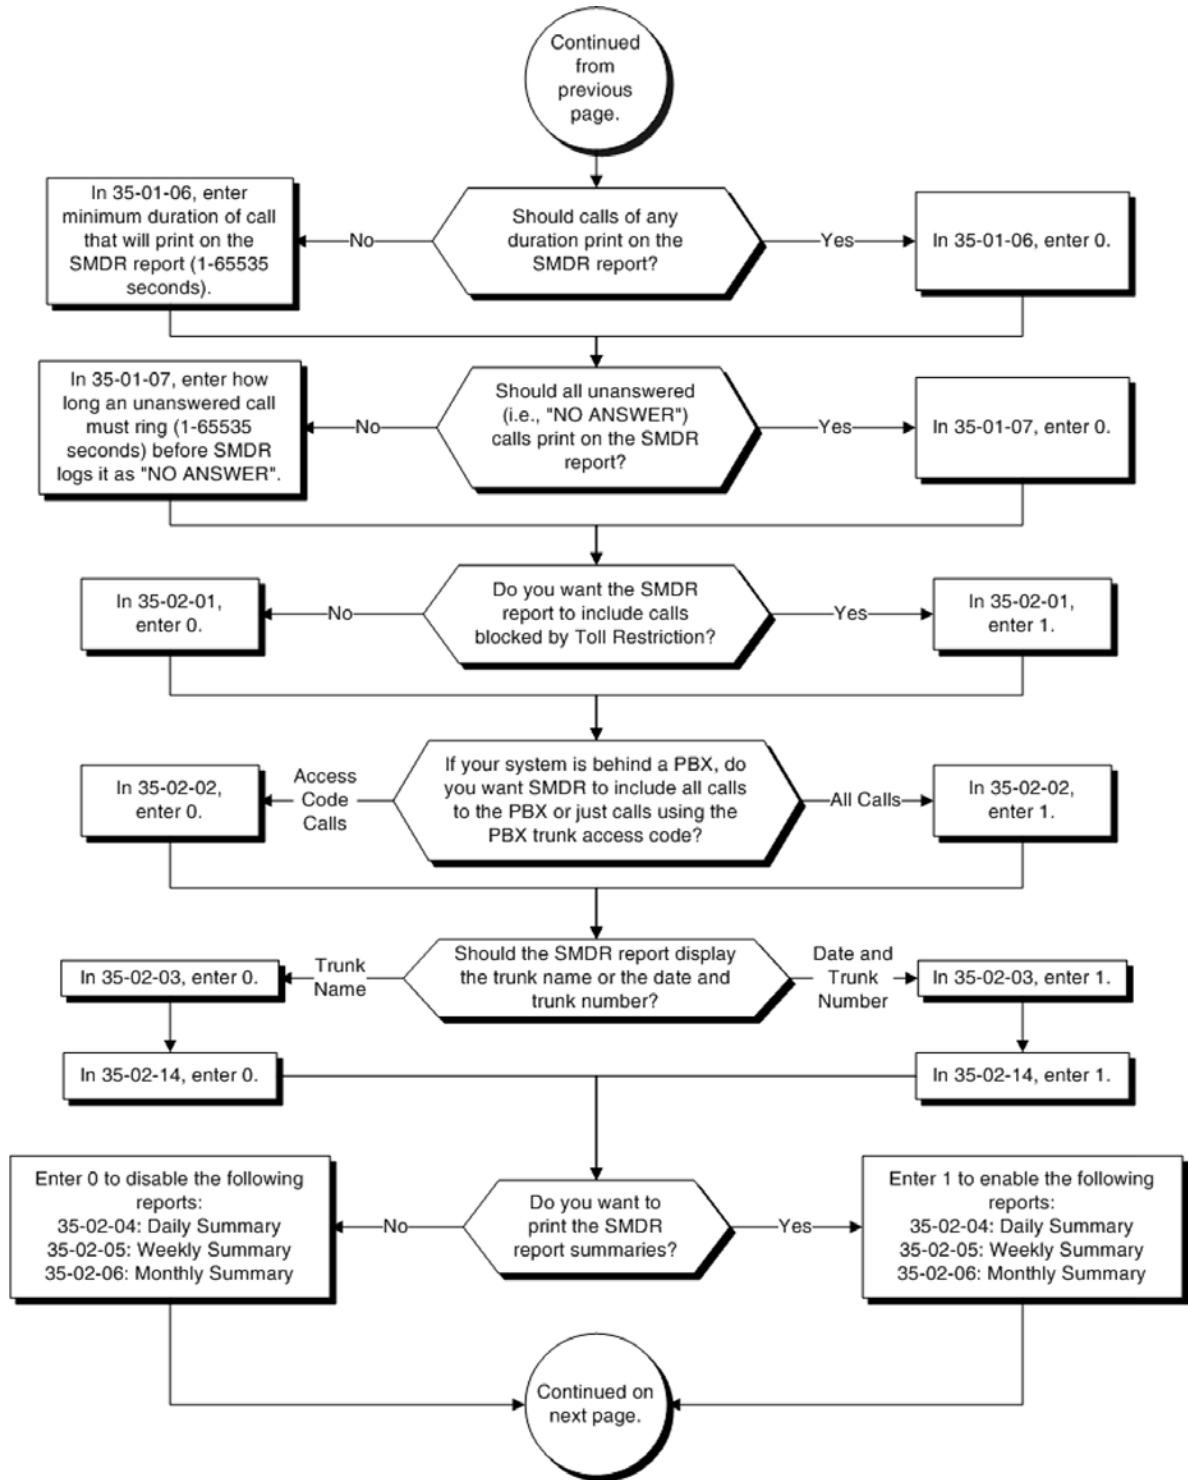 Continued
from
previous
page.
In 35-01-06, enter
minimum duration of call
that will print on the
SMDR report (1-65535
seconds).
No
Should calls of any
duration print on the
SMDR report?
Yes
In 35-01-06, enter 0.
In 35-01-07, enter how
long an unanswered call
must ring (1-65535
seconds) before SMDR
logs it as "NO ANSWER".
No
Should all unanswered
(i.e., "NO ANSWER")
calls print on the SMDR
report?
Yes
In 35-01-07, enter 0.
In 35-02-01,
enter 0.
No
Do you want the SMDR
report to include calls
blocked by Toll Restriction?
Yes
In 35-02-01,
enter 1.
In 35-02-02,
enter 0.
Access
Code
Calls
If your system is behind a PBX, do
you want SMDR to include all calls
to the PBX or just calls using the
PBX trunk access code?
All Calls
In 35-02-02,
enter 1.
In 35-02-03, enter 0.
Trunk
Name
Should the SMDR report display
the trunk name or the date and
trunk number?
Date and
Trunk
Number
In 35-02-03, enter 1.
In 35-02-14, enter 0.
In 35-02-14, enter 1.
Enter 0 to disable the following
reports:
35-02-04: Daily Summary
35-02-05: Weekly Summary
35-02-06: Monthly Summary
No
Do you want to
print the SMDR
report summaries?
Yes
Enter 1 to enable the following
reports:
35-02-04: Daily Summary
35-02-05: Weekly Summary
35-02-06: Monthly Summary
Continued on
next page.